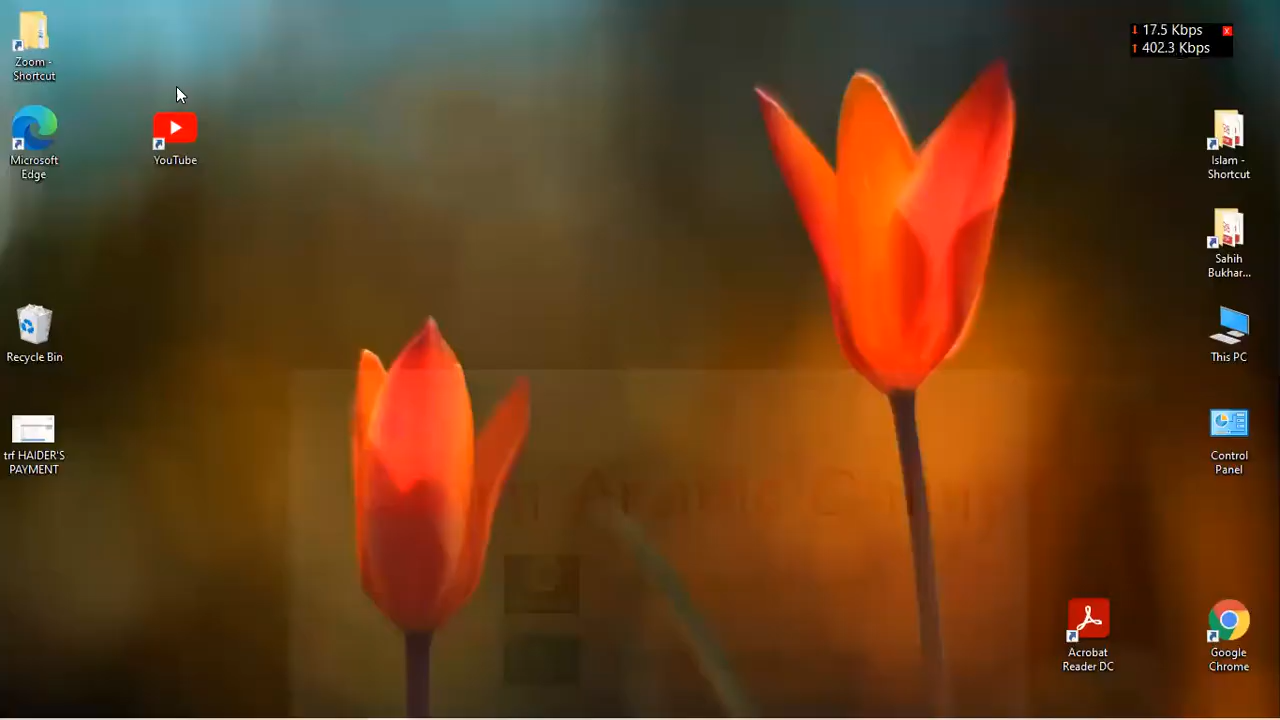 Zoom -
Shortcut
Microsoft
Edge
YouTube
Recycle Bin
trf HAIDER'S
PAYMENT
17.5 Kbps
x
402.3 Kbps
Islam -
Shortcut
Sahih
Bukhar...
This PC
Control
Panel
Acrobat
Reader DC
Google
Chrome